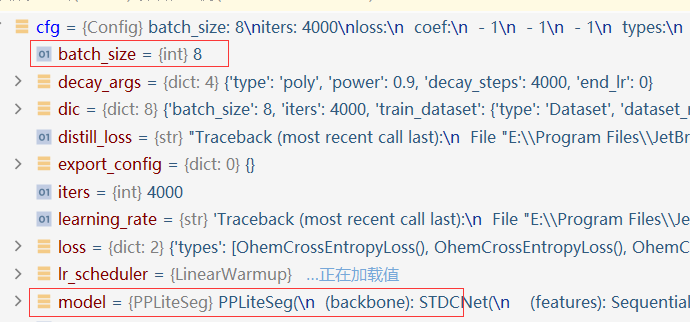 cfg = {Config} batch_size: 8\niters: 4000\nloss:\n coef:\n - 1\n - 1\n - 1\n types:\n
01 batch_size = {int} 8
decay_args = {dict: 4} {'type': 'poly', 'power': 0.9, 'decay_steps': 4000, 'end_lr': 0}
dic = {dict: 8} {'batch_size': 8, 'iters': 4000, 'train_dataset': {'type': 'Dataset', 'dataset_r
01 distill_loss = {str} "Traceback (most recent call last):\n File "E:\\Program Files\\JetBr
export_config = {dict: 0} {}
01 iters = {int} 4000
01 learning_rate = {str} 'Traceback (most recent call last):\n File "E:\\Program Files\\Je
loss = {dict: 2} {'types': [OhemCrossEntropyLoss(), OhemCrossEntropyLoss(), OhemC
lr_scheduler = {LinearWarmup} ...正在加载值
model = {PPLiteSeg} PPLiteSeg(\n (backbone): STDCNet(\n (features): Sequential